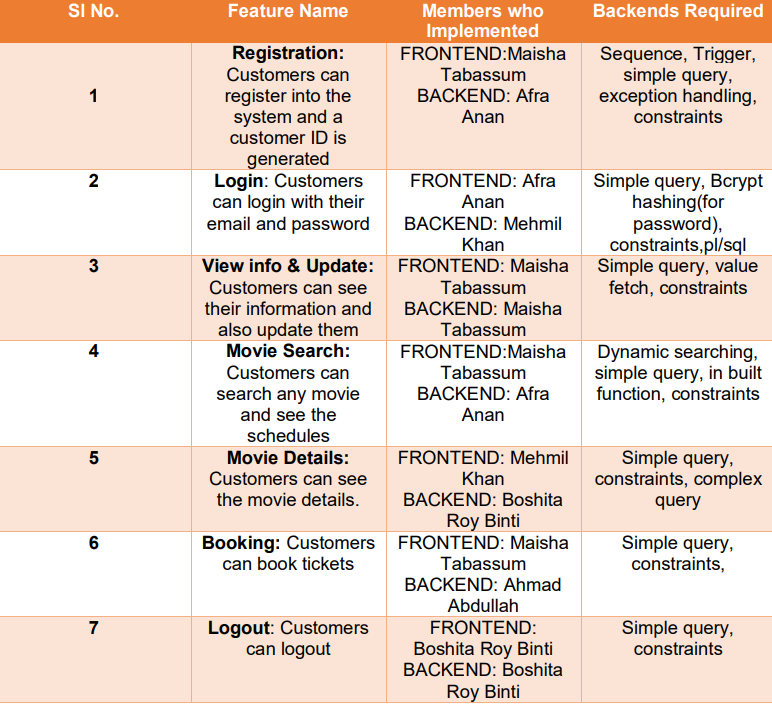 Sl No.
Feature Name
Members who
Implemented
Backends Required
1
Registration:
Customers can
register into the
system and a
customer ID is
generated
FRONTEND:Maisha
Tabassum
BACKEND: Afra
Anan
Sequence, Trigger,
simple query,
exception handling,
constraints
2
Login: Customers
can login with their
email and password
FRONTEND: Afra
Anan
BACKEND: Mehmil
Khan
Simple query, Bcrypt
hashing(for
password),
constraints,pl/sql
3
View info & Update:
Customers can see
their information and
also update them
FRONTEND: Maisha
Tabassum
BACKEND: Maisha
Tabassum
Simple query, value
fetch, constraints
4
Movie Search:
Customers can
search any movie
and see the
schedules
FRONTEND:Maisha
Tabassum
BACKEND: Afra
Anan
Dynamic searching,
simple query, in built
function, constraints
5
Movie Details:
Customers can see
the movie details.
FRONTEND: Mehmil
Khan
BACKEND: Boshita
Roy Binti
Simple query,
constraints, complex
query
6
Booking: Customers
can book tickets
FRONTEND: Maisha
Tabassum
BACKEND: Ahmad
Abdullah
Simple query,
constraints,
7
Logout: Customers
can logout
FRONTEND:
Boshita Roy Binti
BACKEND: Boshita
Roy Binti
Simple query,
constraints